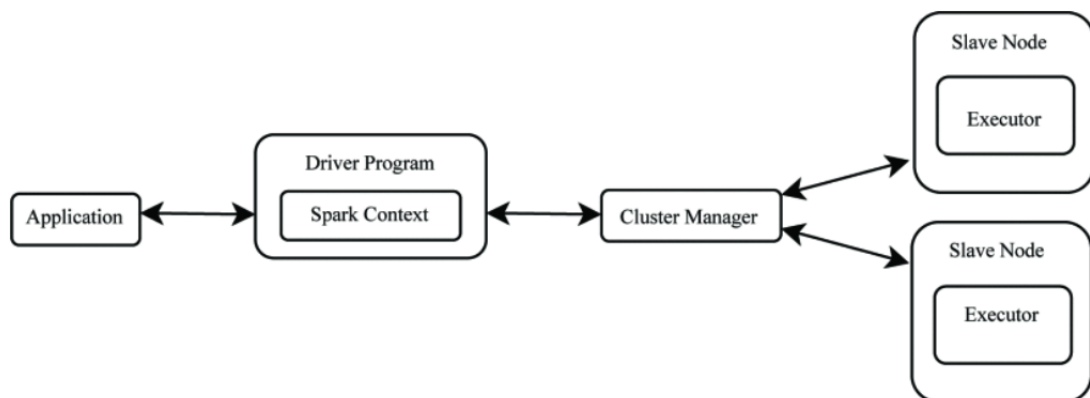 Application
Driver Program
Spark Context
Cluster Manager
Slave Node
Executor
Slave Node
Executor